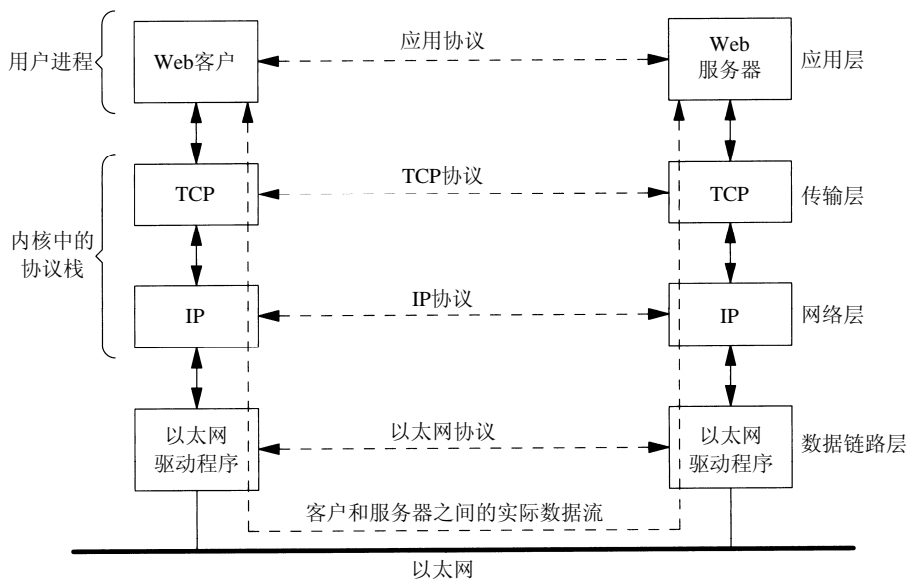 用户进程
Web客户
应用协议
Web
服务器
应用层
TCP
TCP协议
TCP
传输层
内核中的
协议栈
IP
IP协议
IP
网络层
以太网
驱动程序
以太网协议
以太网
驱动程序
数据链路层
客户和服务器之间的实际数据流
以太网